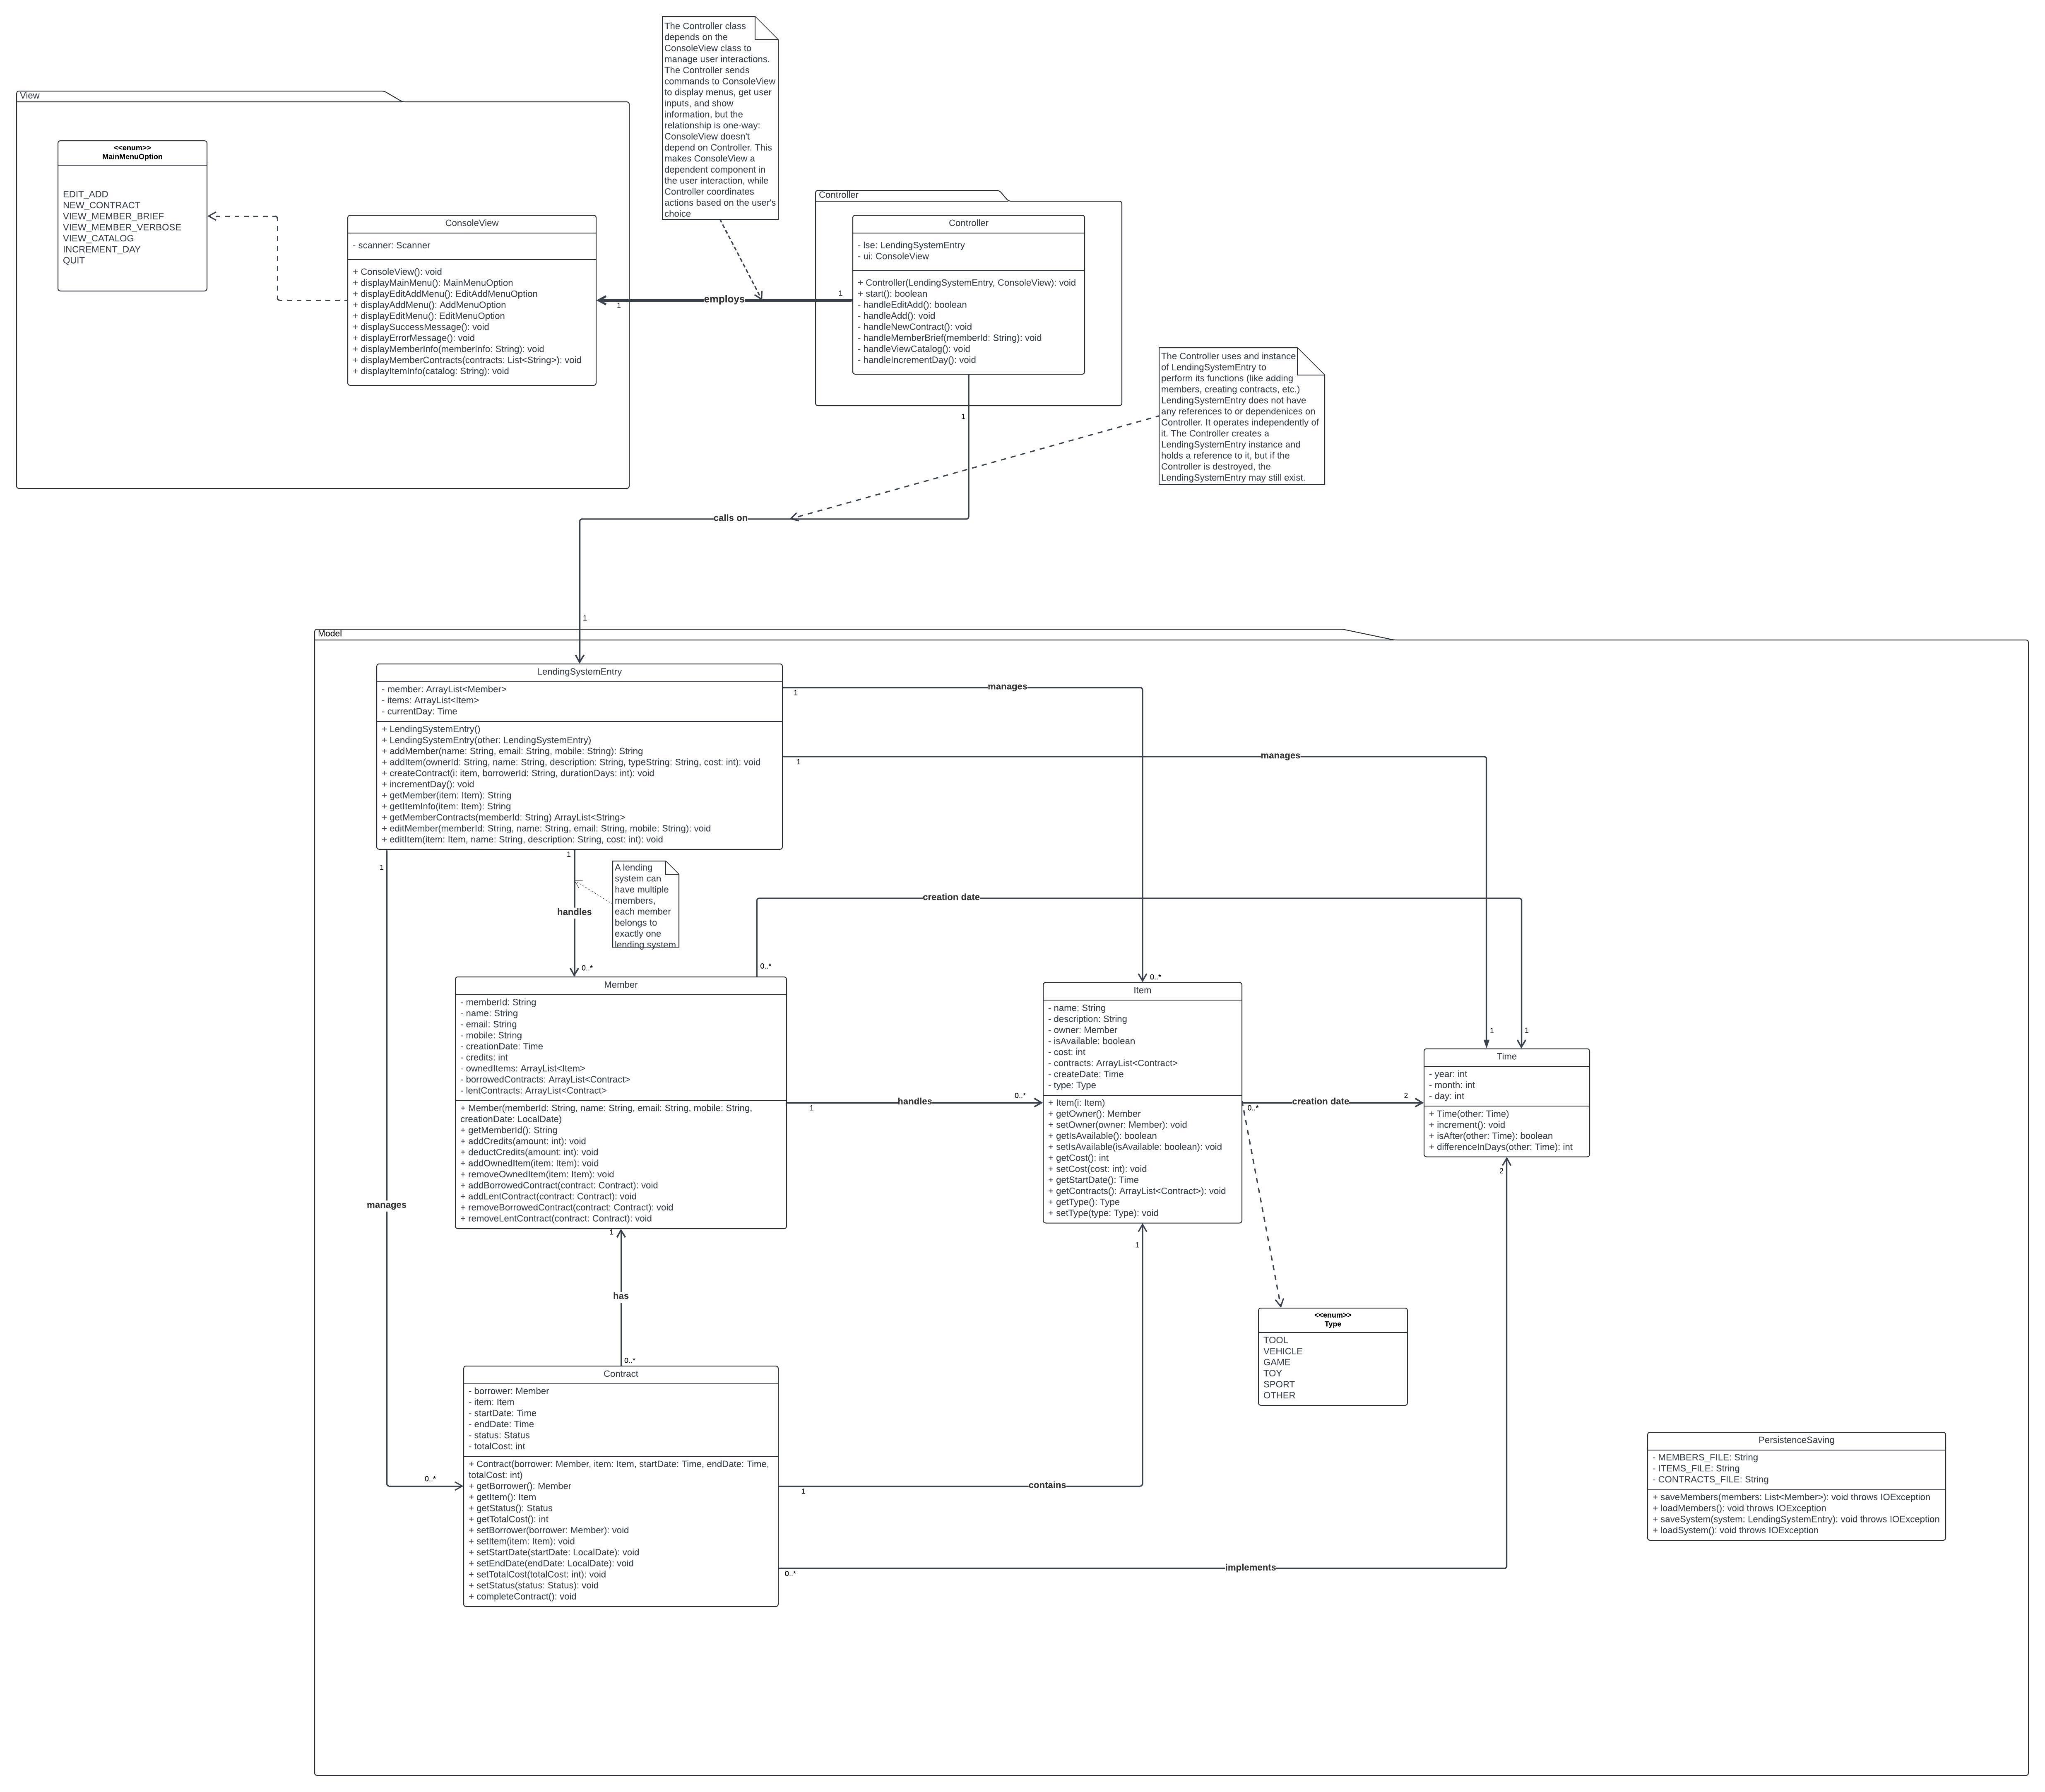 The Controller class
depends on the
ConsoleView class to
manage user interactions.
The Controller sends
commands to ConsoleView
to display menus, get user
inputs, and show
information, but the
relationship is one-way:
ConsoleView doesn't
depend on Controller. This
makes ConsoleView a
dependent component in
the user interaction, while
Controller coordinates
actions based on the user's
choice
View
<<enum>>
MainMenuOption
EDIT_ADD
NEW_CONTRACT
VIEW_MEMBER_BRIEF
VIEW_MEMBER_VERBOSE
VIEW_CATALOG
INCREMENT_DAY
QUIT
ConsoleView
- scanner: Scanner
+ ConsoleView(): void
+ displayMainMenu(): MainMenuOption
+ displayEditAddMenu(): EditAddMenuOption
+ displayAddMenu(): AddMenuOption
+ displayEditMenu(): EditMenuOption
+ displaySuccessMessage(): void
+ displayErrorMessage(): void
+ displayMemberInfo(memberInfo: String): void
+ displayMemberContracts(contracts: List<String>): void
+ displayItemInfo(catalog: String): void
1
employs
1
Controller
Controller
- lse: LendingSystemEntry
- ui: ConsoleView
+ Controller(LendingSystemEntry, ConsoleView): void
+ start(): boolean
- handleEditAdd(): boolean
- handleAdd(): void
- handleNewContract(): void
- handleMemberBrief(memberId: String): void
- handleViewCatalog(): void
- handleIncrementDay(): void
The Controller uses and instance
of LendingSystemEntry to
perform its functions (like adding
members, creating contracts, etc.)
LendingSystemEntry does not have
any references to or dependenices on
Controller. It operates independently of
it. The Controller creates a
LendingSystemEntry instance and
holds a reference to it, but if the
Controller is destroyed, the
LendingSystemEntry may still exist.
1
calls on
1
Model
LendingSystemEntry
- member: ArrayList<Member>
- items: ArrayList<Item>
- currentDay: Time
+ LendingSystemEntry()
+ LendingSystemEntry(other: LendingSystemEntry)
+ addMember(name: String, email: String, mobile: String): String
+ addItem(ownerId: String, name: String, description: String, typeString: String, cost: int): void
+ createContract(i: item, borrowerId: String, durationDays: int): void
+ incrementDay(): void
+ getMember(item: Item): String
+ getItemInfo(item: Item): String
+ getMemberContracts(memberId: String) ArrayList<String>
+ editMember(memberId: String, name: String, email: String, mobile: String): void
+ editItem(item: Item, name: String, description: String, cost: int): void
1
manages
0..*
1
manages
1
1
handles
0..*
A lending
system can
have multiple
members,
each member
belongs to
exactly one
lending system
1
manages
0..*
0..*
creation date
1
Member
- memberId: String
- name: String
- email: String
- mobile: String
- creationDate: Time
- credits: int
- ownedItems: ArrayList<Item>
- borrowedContracts: ArrayList<Contract>
- lentContracts: ArrayList<Contract>
+ Member(memberId: String, name: String, email: String, mobile: String,
creationDate: LocalDate)
+ getMemberId(): String
+ addCredits(amount: int): void
+ deductCredits(amount: int): void
+ addOwnedItem(item: Item): void
+ removeOwnedItem(item: Item): void
+ addBorrowedContract(contract: Contract): void
+ addLentContract(contract: Contract): void
+ removeBorrowedContract(contract: Contract): void
+ removeLentContract(contract: Contract): void
1
handles
0..*
Item
- name: String
- description: String
- owner: Member
- isAvailable: boolean
- cost: int
- contracts: ArrayList<Contract>
- createDate: Time
- type: Type
+ Item(i: Item)
+ getOwner(): Member
+ setOwner(owner: Member): void
+ getIsAvailable(): boolean
+ setIsAvailable(isAvailable: boolean): void
+ getCost(): int
+ setCost(cost: int): void
+ getStartDate(): Time
+ getContracts(): ArrayList<Contract>): void
+ getType(): Type
+ setType(type: Type): void
0..*
creation date
2
Time
- year: int
- month: int
- day: int
+ Time(other: Time)
+ increment(): void
+ isAfter(other: Time): boolean
+ differenceInDays(other: Time): int
2
1
1
has
0..*
<<enum>>
Type
TOOL
VEHICLE
GAME
TOY
SPORT
OTHER
Contract
- borrower: Member
- item: Item
- startDate: Time
- endDate: Time
- status: Status
- totalCost: int
+ Contract(borrower: Member, item: Item, startDate: Time, endDate: Time,
totalCost: int)
+ getBorrower(): Member
+ getItem(): Item
+ getStatus(): Status
+ getTotalCost(): int
+ setBorrower(borrower: Member): void
+ setItem(item: Item): void
+ setStartDate(startDate: LocalDate): void
+ setEndDate(endDate: LocalDate): void
+ setTotalCost(totalCost: int): void
+ setStatus(status: Status): void
+ completeContract(): void
1
contains
0..*
implements
PersistenceSaving
- MEMBERS_FILE: String
- ITEMS_FILE: String
- CONTRACTS_FILE: String
+ saveMembers(members: List<Member>): void throws IOException
+ loadMembers(): void throws IOException
+ saveSystem(system: LendingSystemEntry): void throws IOException
+ loadSystem(): void throws IOException